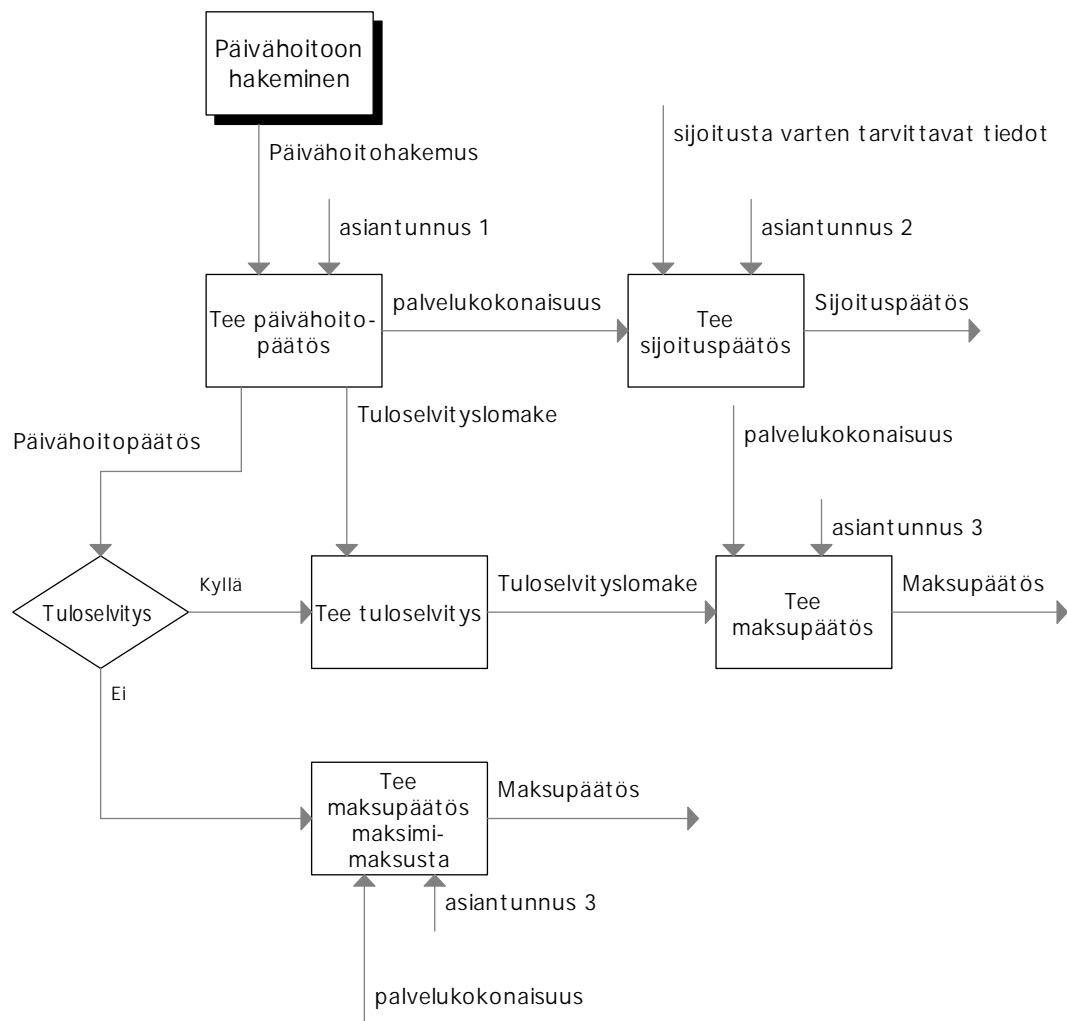 Päivähoitoon
hakeminen
Päivähoitohakemus
sijoitusta varten tarvittavat tiedot
asiantunnus 1
asiantunnus 2
Tee päivähoito-
päätös
palvelukokonaisuus
Tee
sijoituspäätös
Sijoituspäätös
Päivähoitopäätös
Tuloselvityslomake
palvelukokonaisuus
asiantunnus 3
Tuloselvitys
Kyllä
Tee tuloselvitys
Tuloselvityslomake
Tee
maksupäätös
Maksupäätös
Ei
Tee
maksupäätös
maksimi-
maksusta
Maksupäätös
asiantunnus 3
palvelukokonaisuus